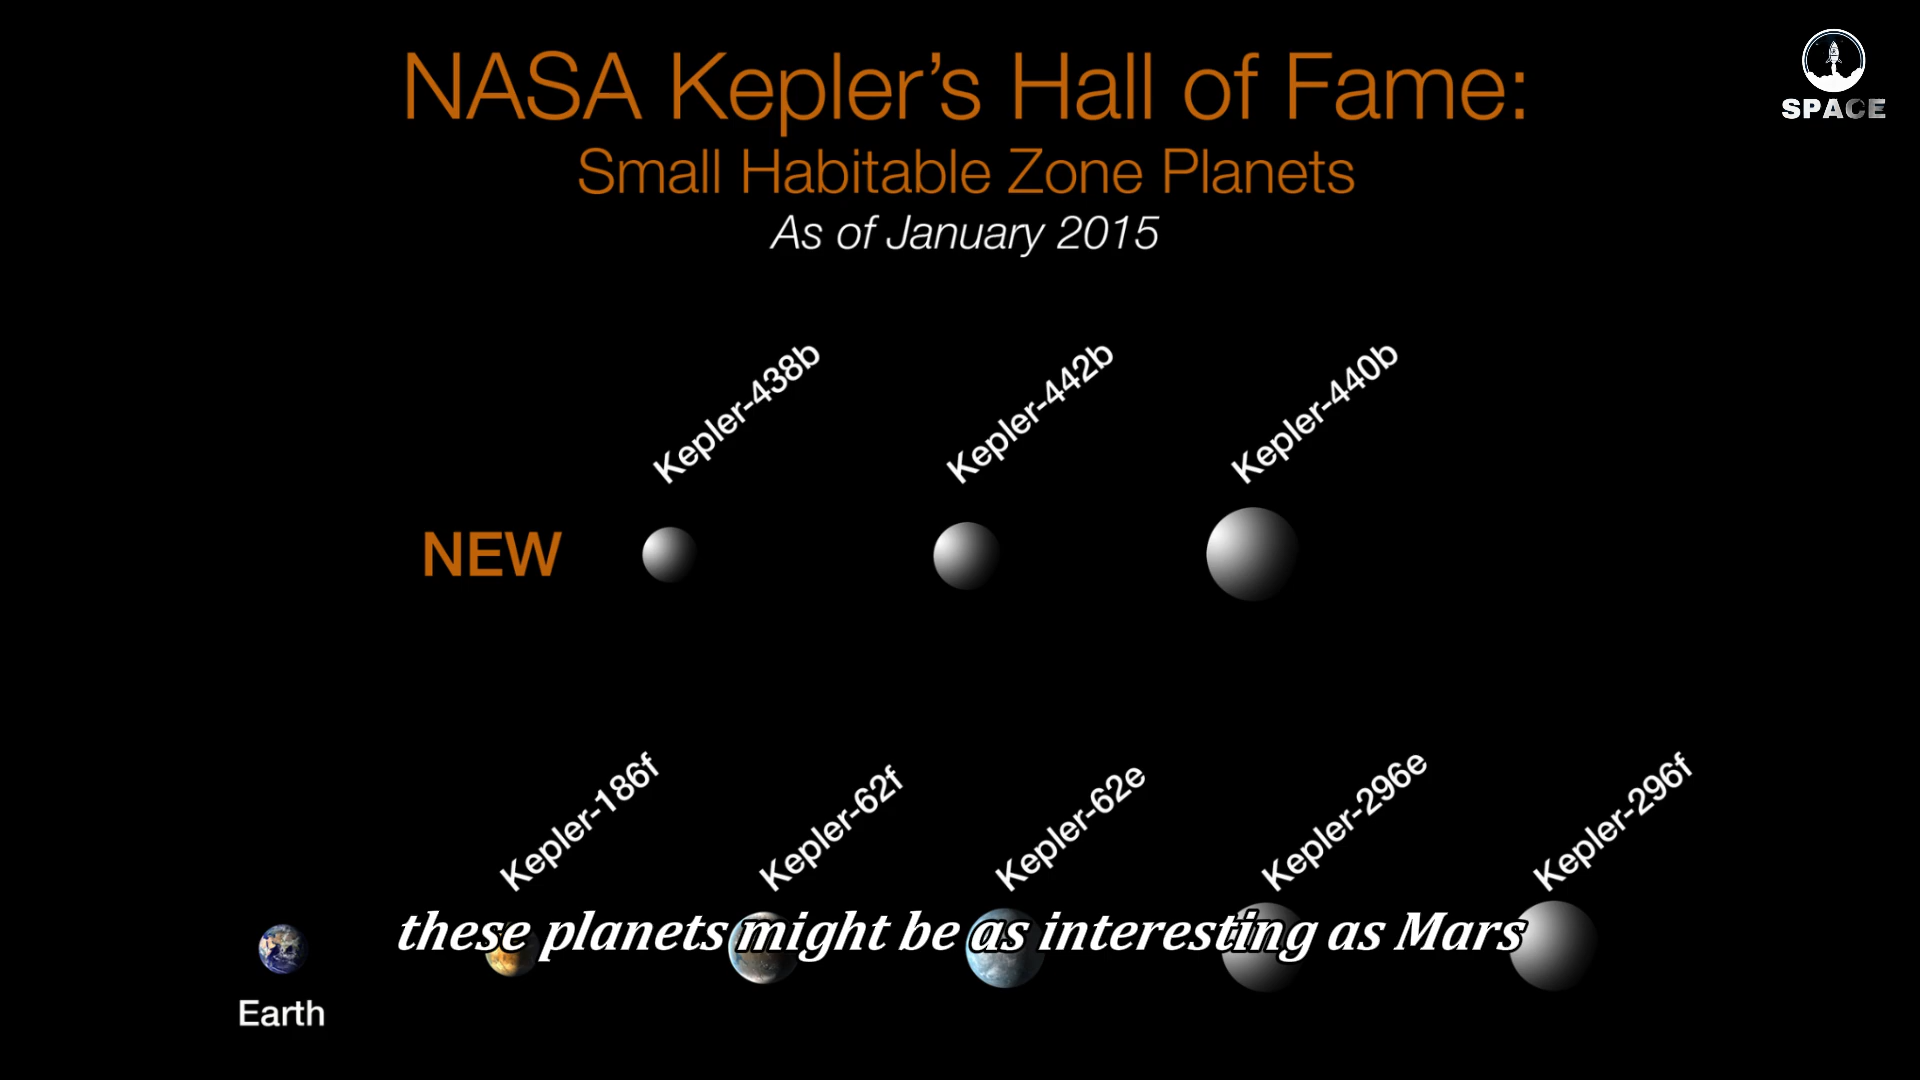 NASA Kepler's Hall of Fame:
Small Habitable Zone Planets
As of January 2015
SPACE
Kepler-438b
Kepler-442b
Kepler-440b
NEW
Kepler-186f
Kepler-62f
Kepler-62e
Kepler-296e
Kepler-296f
these planets might be as interesting as Mars
Earth